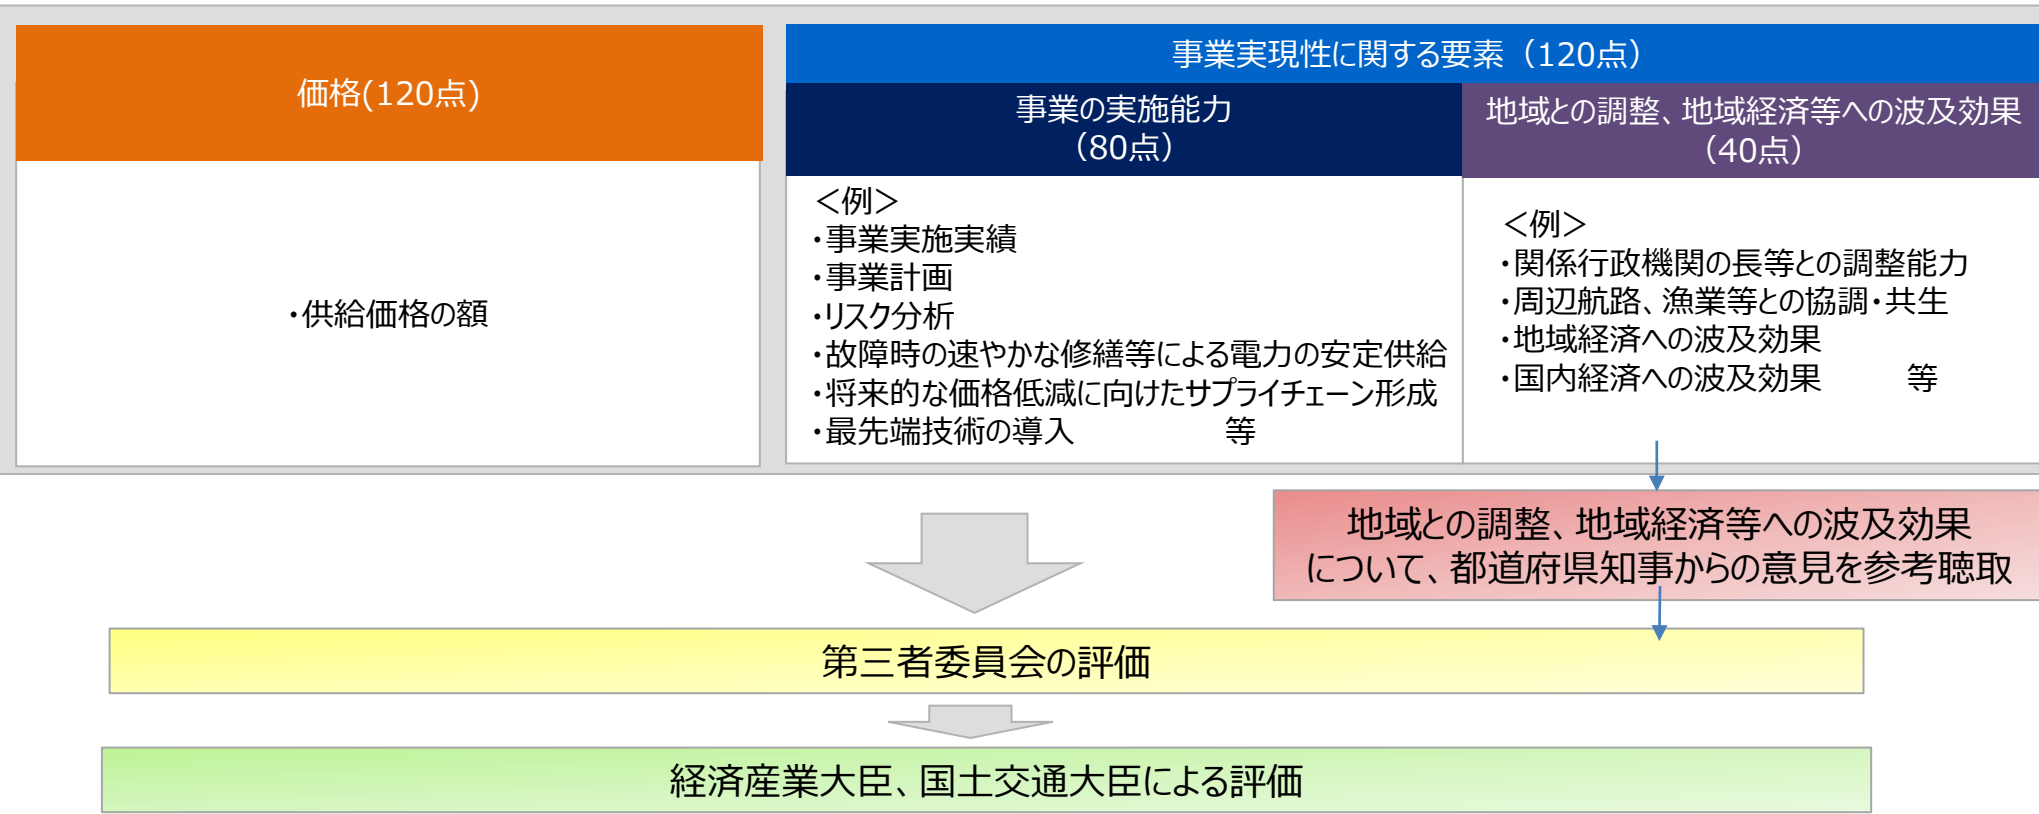 価格(120点)
・供給価格の額
事業実現性に関する要素（120点）
事業の実施能力
（80点）
＜例＞
・事業実施実績
・事業計画
・リスク分析
・故障時の速やかな修繕等による電力の安定供給
・将来的な価格低減に向けたサプライチェーン形成
・最先端技術の導入　　　　　等
地域との調整、地域経済等への波及効果
（40点）
＜例＞
・関係行政機関の長等との調整能力
・周辺航路、漁業等との協調・共生
・地域経済への波及効果
・国内経済への波及効果　　　等
地域との調整、地域経済等への波及効果
について、都道府県知事からの意見を参考聴取
第三者委員会の評価
経済産業大臣、国土交通大臣による評価